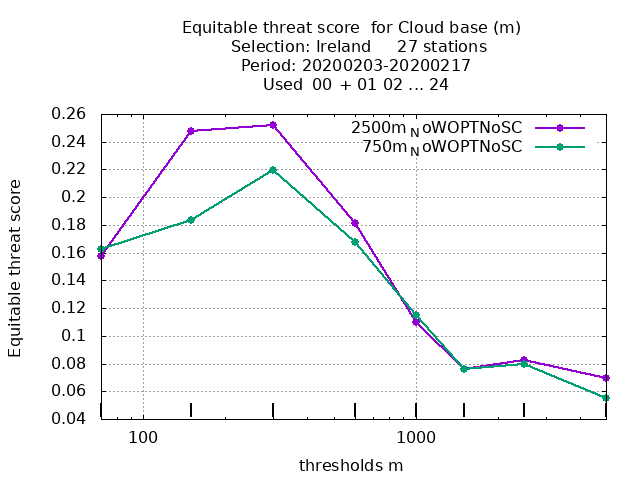 Equitable threat score  for Cloud base (m)
Selection: Ireland     27 stations
Period: 20200203-20200217
Used  00  + 01 02 ... 24
2500m_NoWOPTNoSC
750m_NoWOPTNoSC
Equitable threat score
0.26
0.24
0.22
0.2
0.18
0.16
0.14
0.12
0.1
0.08
0.06
0.04
100
1000
thresholds m